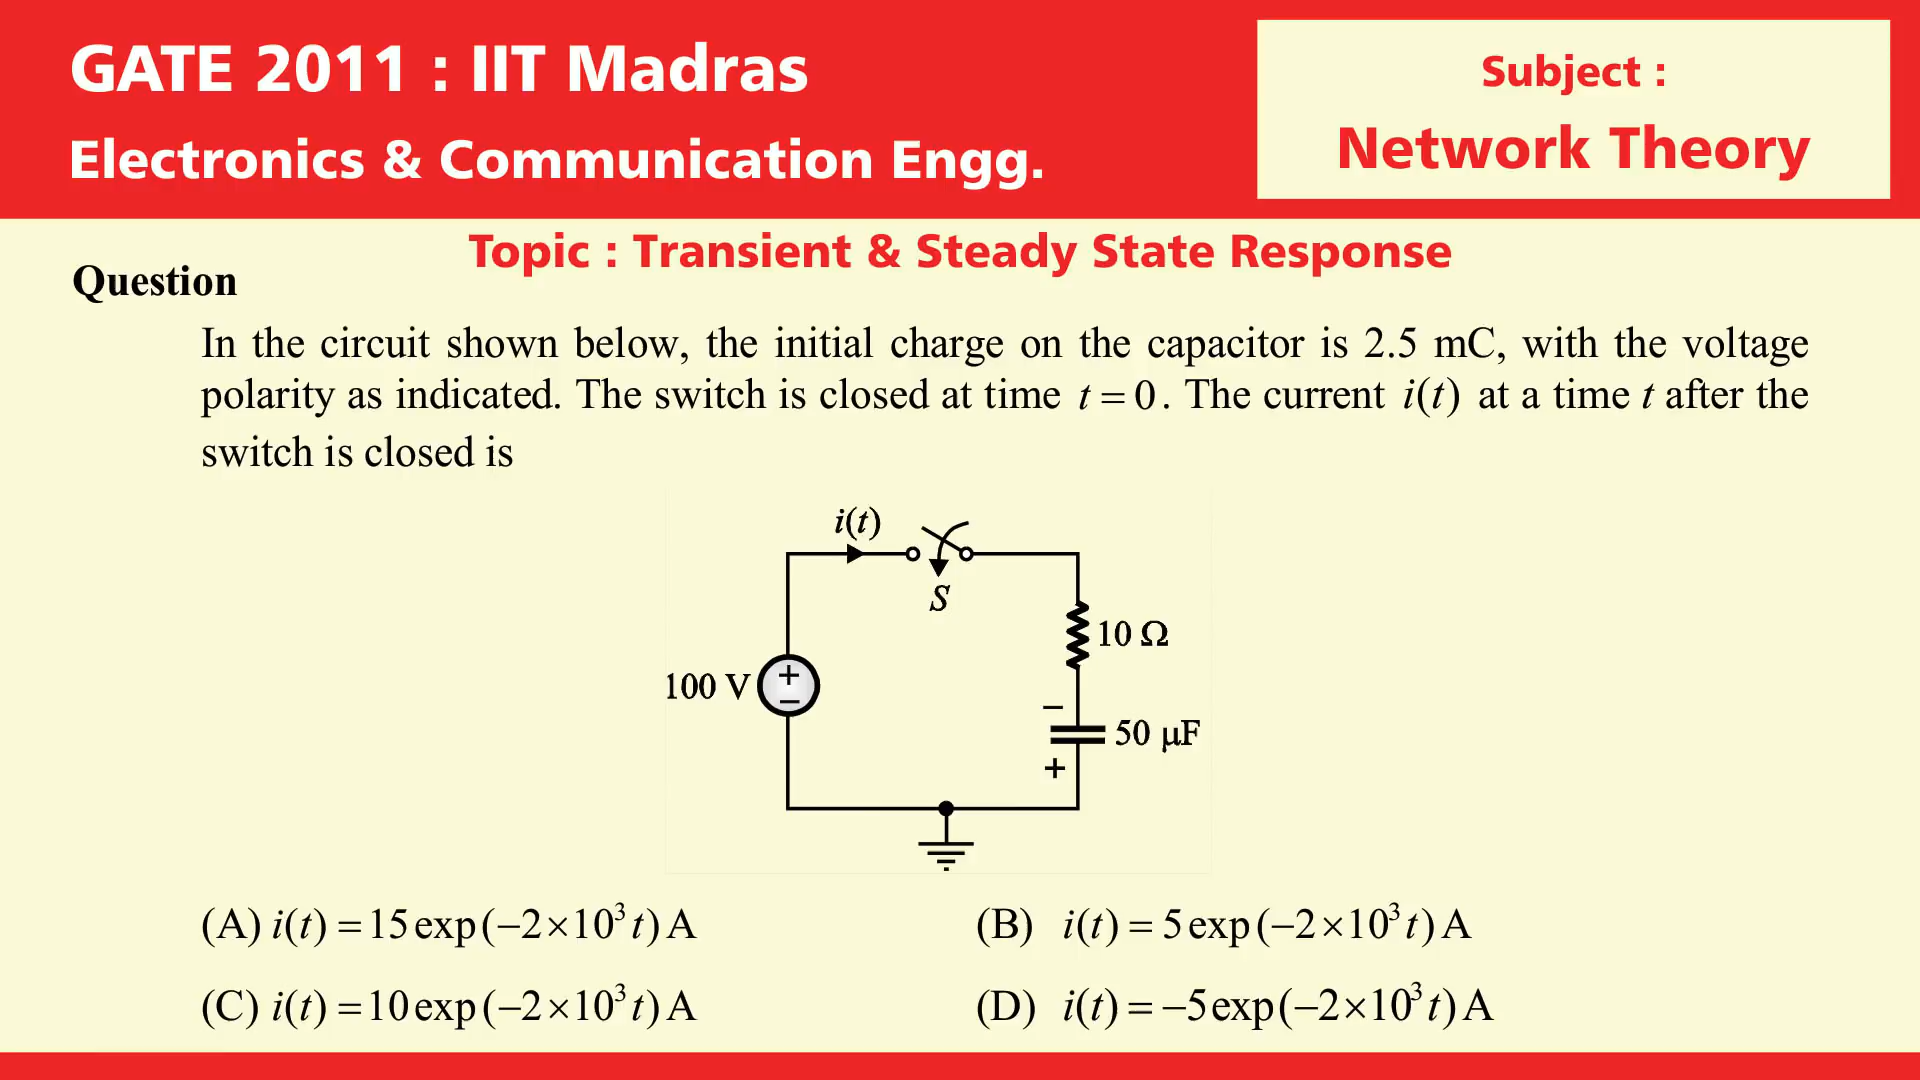 GATE 2011 : IIT Madras
Electronics & Communication Engg.
Subject :
Network Theory
Topic : Transient & Steady State Response
Question
In the circuit shown below, the initial charge on the capacitor is 2.5 mC, with the voltage
polarity as indicated. The switch is closed at time t = 0. The current i(t) at a time t after the
switch is closed is
i(t)
S
10 Ω
100 V
+
−
−
50 μF
+
(A) i(t) = 15 exp(−2×10³ t) A
(B) i(t) = 5 exp(−2×10³ t) A
(C) i(t) = 10 exp(−2×10³ t) A
(D) i(t) = −5 exp(−2×10³ t) A